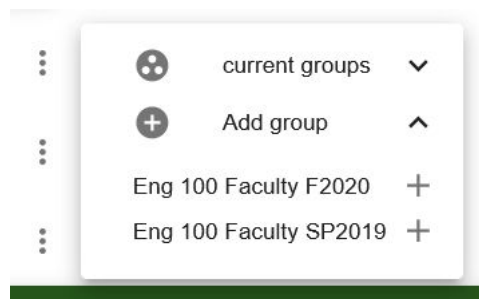 current groups
Add group
Eng 100 Faculty F2020
Eng 100 Faculty SP2019